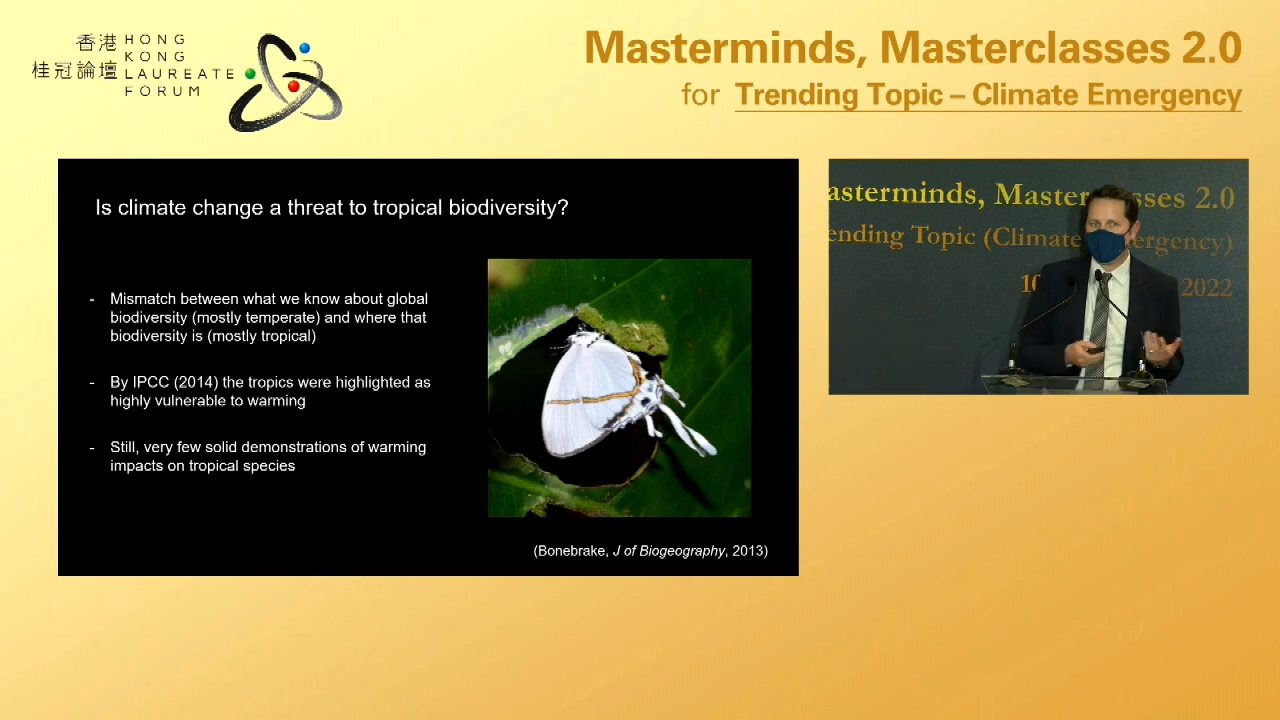 香港
桂冠論壇
HONG
KONG
LAUREATE
FORUM
Masterminds, Masterclasses 2.0
for Trending Topic – Climate Emergency
Is climate change a threat to tropical biodiversity?
- Mismatch between what we know about global
biodiversity (mostly temperate) and where that
biodiversity is (mostly tropical)
- By IPCC (2014) the tropics were highlighted as
highly vulnerable to warming
- Still, very few solid demonstrations of warming
impacts on tropical species
(Bonebrake, J of Biogeography, 2013)
asterminds, Master sses 2.0
ending Topic (Climate ergency)
10 2022